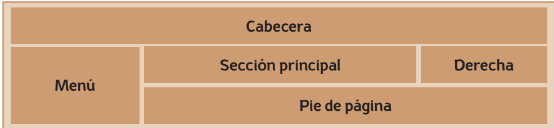 Cabecera
Menú
Sección principal
Derecha
Pie de página